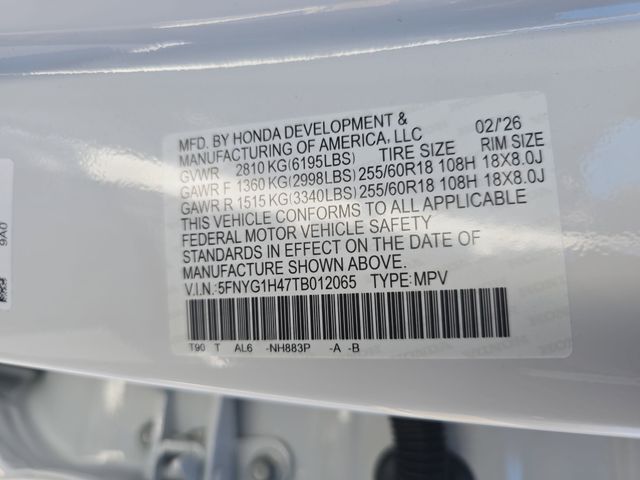 MFD. BY HONDA DEVELOPMENT & 02/'26
MANUFACTURING OF AMERICA, LLC
GVWR 2810 KG(6195LBS) TIRE SIZE RIM SIZE
GAWR F 1360 KG(2998LBS) 255/60R18 108H 18X8.0J
GAWR R 1515 KG(3340LBS) 255/60R18 108H 18X8.0J
THIS VEHICLE CONFORMS TO ALL APPLICABLE
FEDERAL MOTOR VEHICLE SAFETY
STANDARDS IN EFFECT ON THE DATE OF
MANUFACTURE SHOWN ABOVE.
V.I.N.: 5FNYG1H47TB012065 TYPE: MPV
T90 T AL6 -NH883P -A -B
9A0